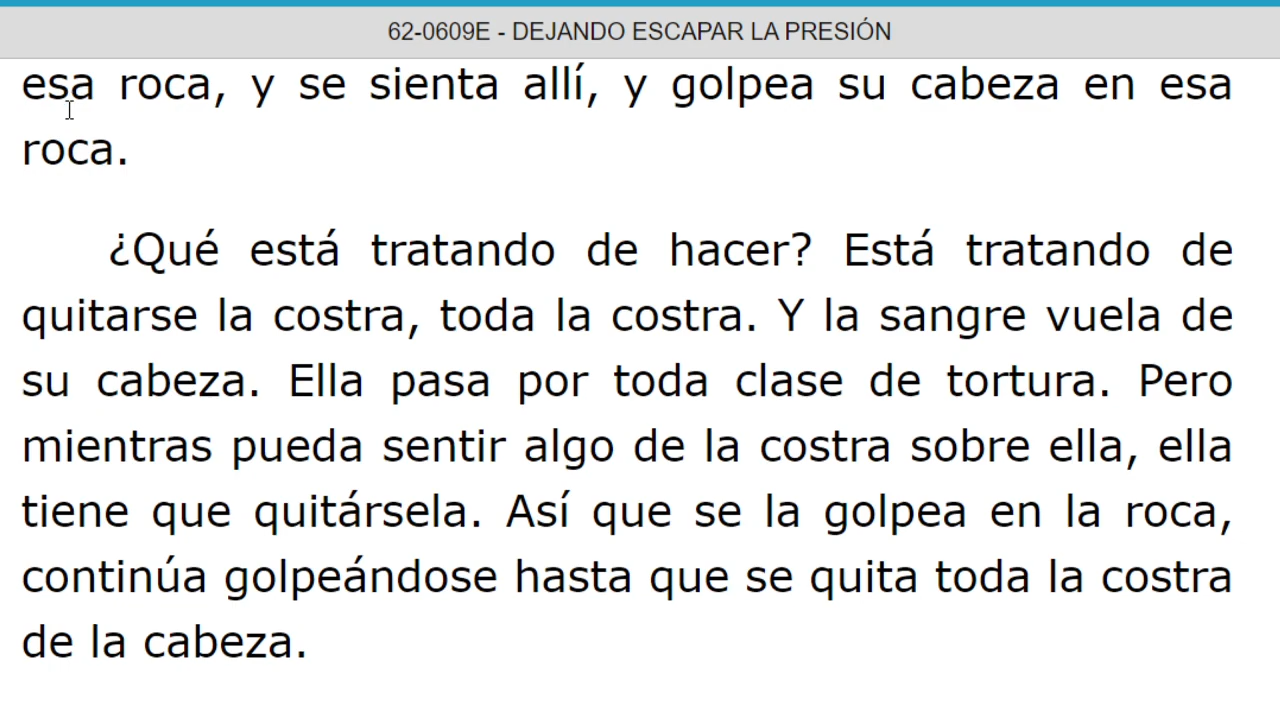 62-0609E - DEJANDO ESCAPAR LA PRESIÓN
esa roca, y se sienta allí, y golpea su cabeza en esa
roca.
¿Qué está tratando de hacer? Está tratando de
quitarse la costra, toda la costra. Y la sangre vuela de
su cabeza. Ella pasa por toda clase de tortura. Pero
mientras pueda sentir algo de la costra sobre ella, ella
tiene que quitársela. Así que se la golpea en la roca,
continúa golpeándose hasta que se quita toda la costra
de la cabeza.